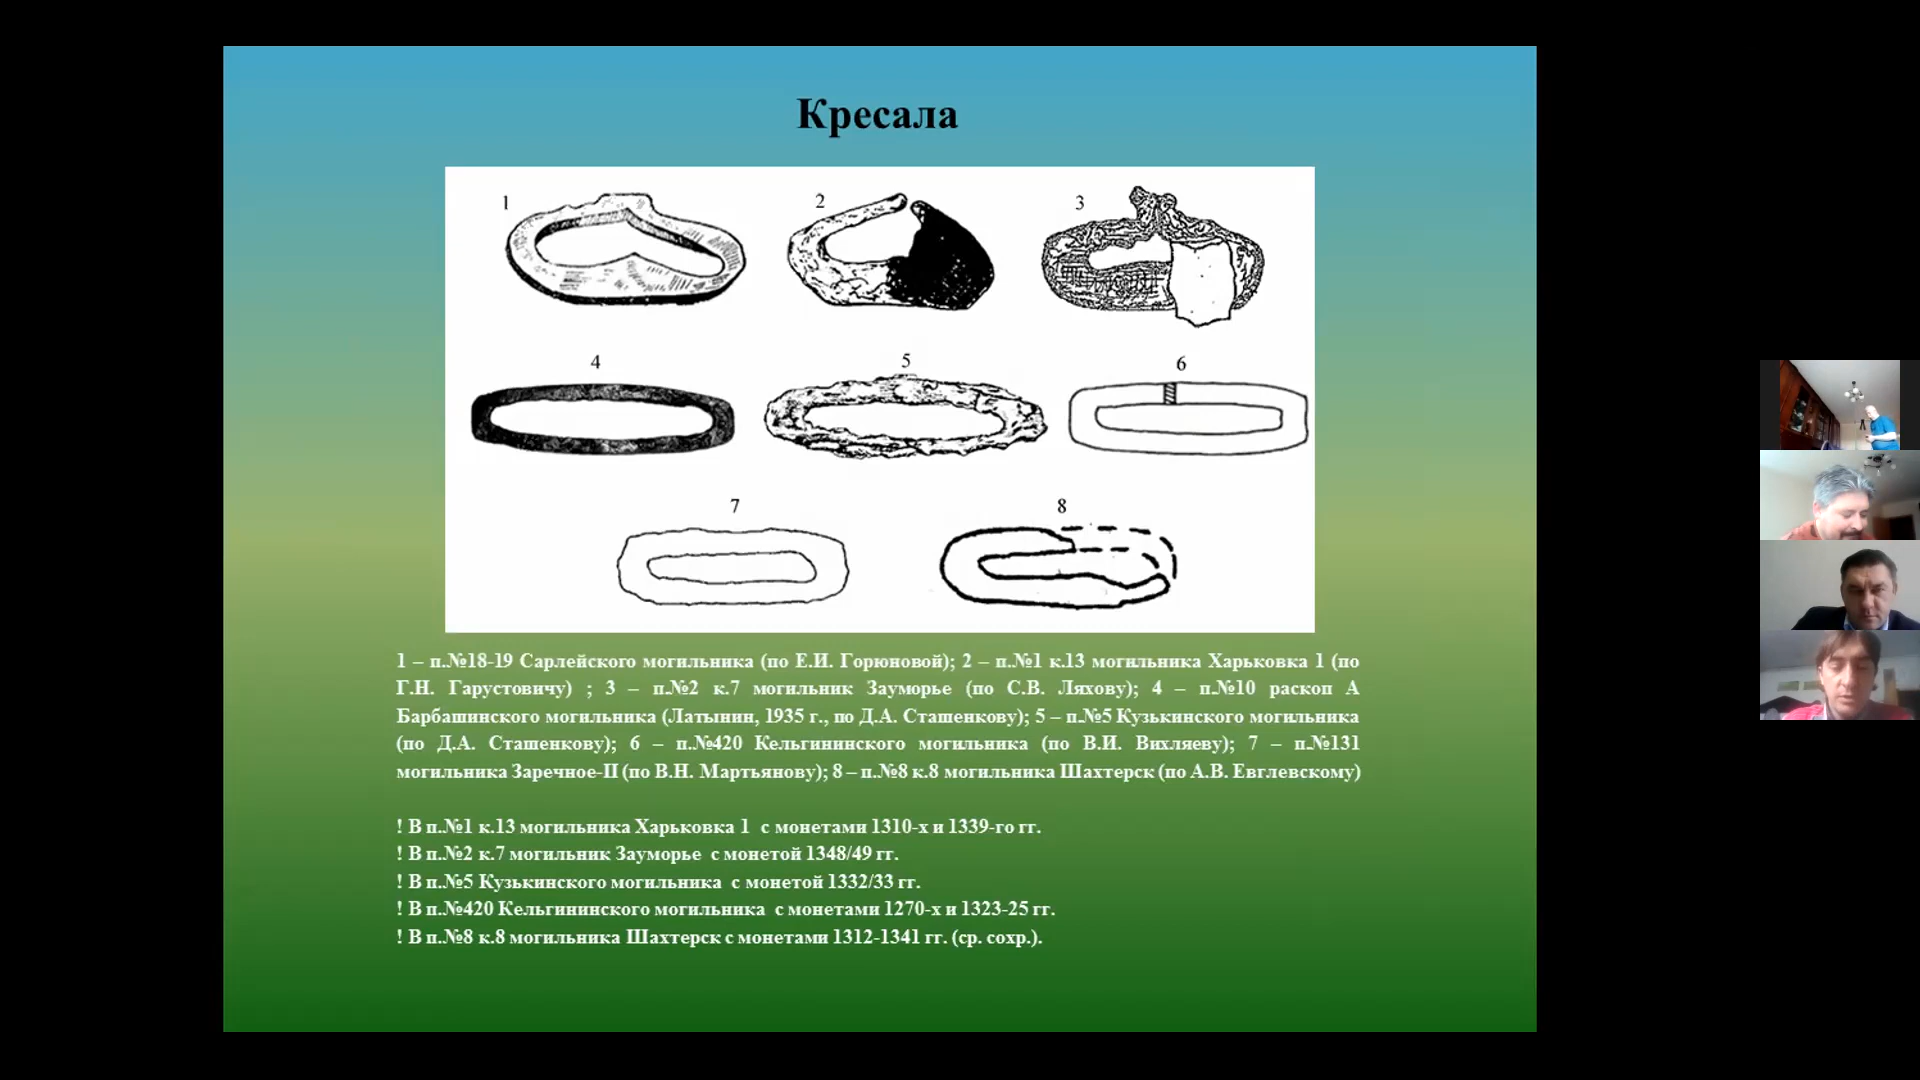 Кресала
1 2 3
4 5 6
7 8
1 – п.№18-19 Сарлейского могильника (по Е.И. Горюновой); 2 – п.№1 к.13 могильника Харьковка 1 (по
Г.Н. Гарустовичу) ; 3 – п.№2 к.7 могильник Зауморье (по С.В. Ляхову); 4 – п.№10 раскоп А
Барбашинского могильника (Латынин, 1935 г., по Д.А. Сташенкову); 5 – п.№5 Кузькинского могильника
(по Д.А. Сташенкову); 6 – п.№420 Кельгининского могильника (по В.И. Вихляеву); 7 – п.№131
могильника Заречное-II (по В.Н. Мартьянову); 8 – п.№8 к.8 могильника Шахтерск (по А.В. Евглевскому)
! В п.№1 к.13 могильника Харьковка 1 с монетами 1310-х и 1339-го гг.
! В п.№2 к.7 могильник Зауморье с монетой 1348/49 гг.
! В п.№5 Кузькинского могильника с монетой 1332/33 гг.
! В п.№420 Кельгининского могильника с монетами 1270-х и 1323-25 гг.
! В п.№8 к.8 могильника Шахтерск с монетами 1312-1341 гг. (ср. сохр.).